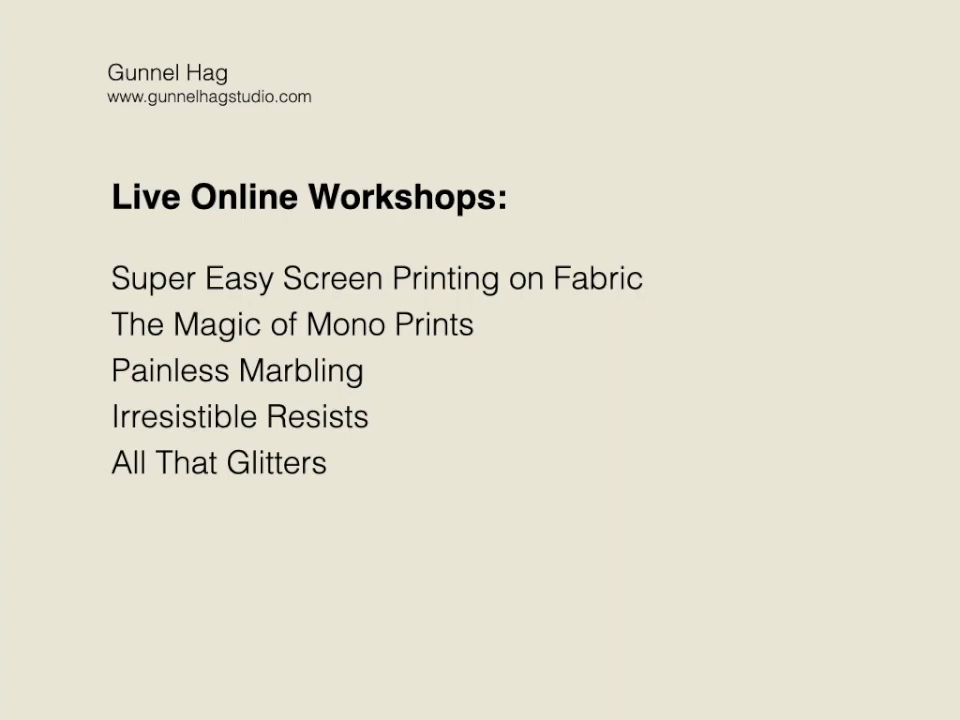 Gunnel Hag
www.gunnelhagstudio.com
Live Online Workshops:
Super Easy Screen Printing on Fabric
The Magic of Mono Prints
Painless Marbling
Irresistible Resists
All That Glitters